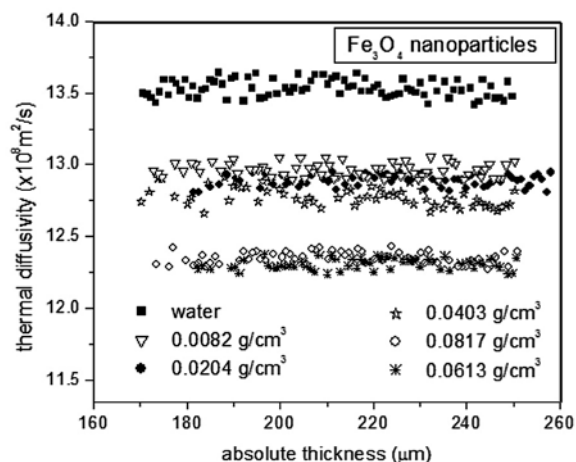 Fe₃O₄ nanoparticles
thermal diffusivity (x10⁸m²/s)
14.0
13.5
13.0
12.5
12.0
11.5
water
0.0082 g/cm³
0.0204 g/cm³
0.0403 g/cm³
0.0817 g/cm³
0.0613 g/cm³
160 180 200 220 240 260
absolute thickness (μm)